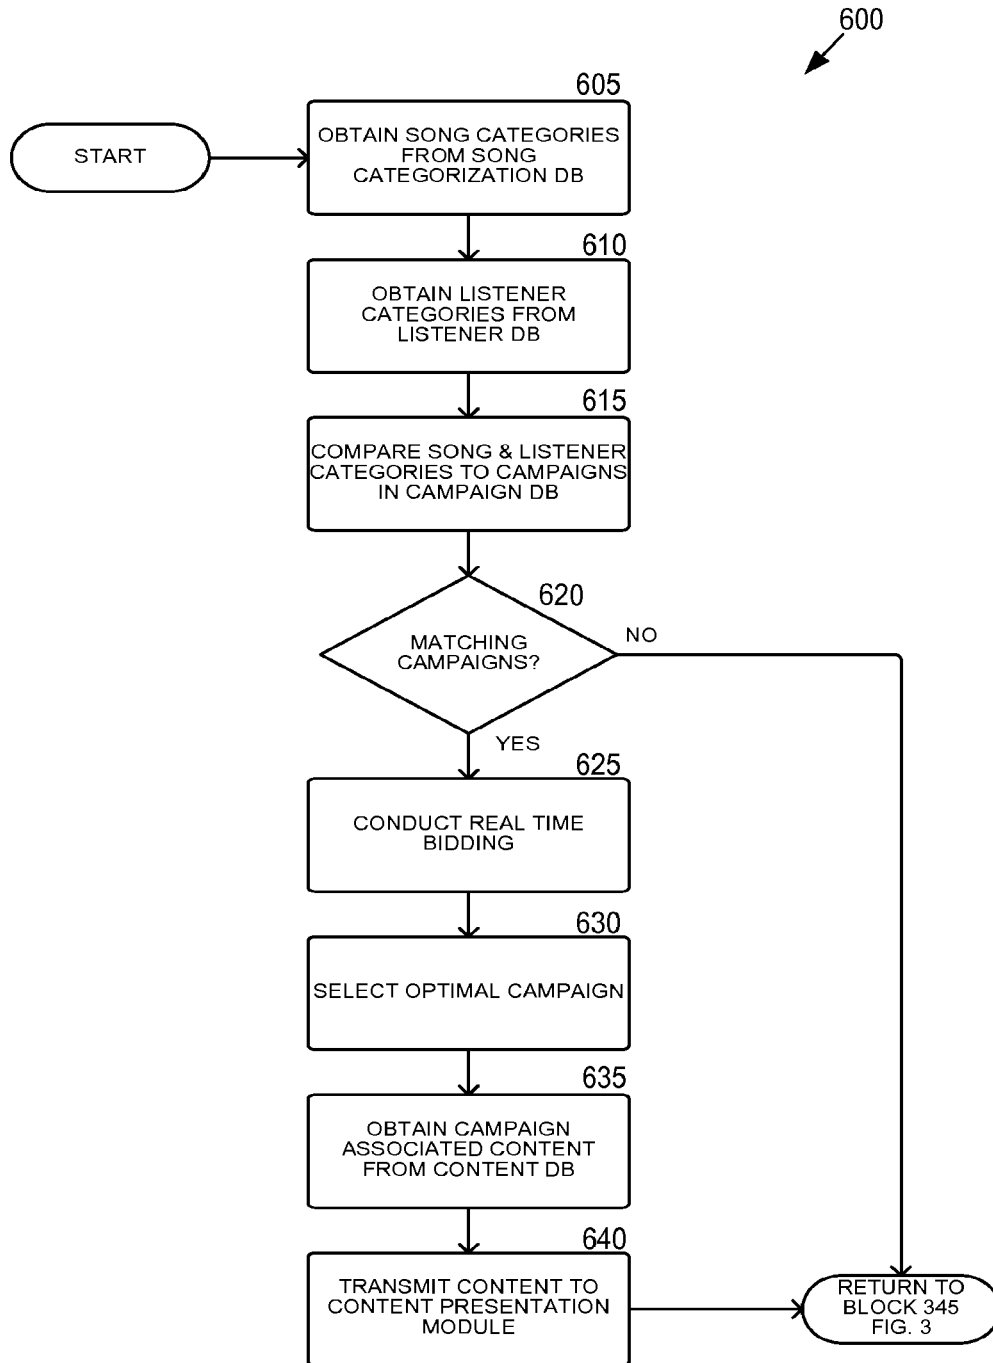 600
605
START
OBTAIN SONG CATEGORIES
FROM SONG
CATEGORIZATION DB
610
OBTAIN LISTENER
CATEGORIES FROM
LISTENER DB
615
COMPARE SONG & LISTENER
CATEGORIES TO CAMPAIGNS
IN CAMPAIGN DB
620
MATCHING
CAMPAIGNS?
NO
YES
625
CONDUCT REAL TIME
BIDDING
630
SELECT OPTIMAL CAMPAIGN
635
OBTAIN CAMPAIGN
ASSOCIATED CONTENT
FROM CONTENT DB
640
TRANSMIT CONTENT TO
CONTENT PRESENTATION
MODULE
RETURN TO
BLOCK 345
FIG. 3